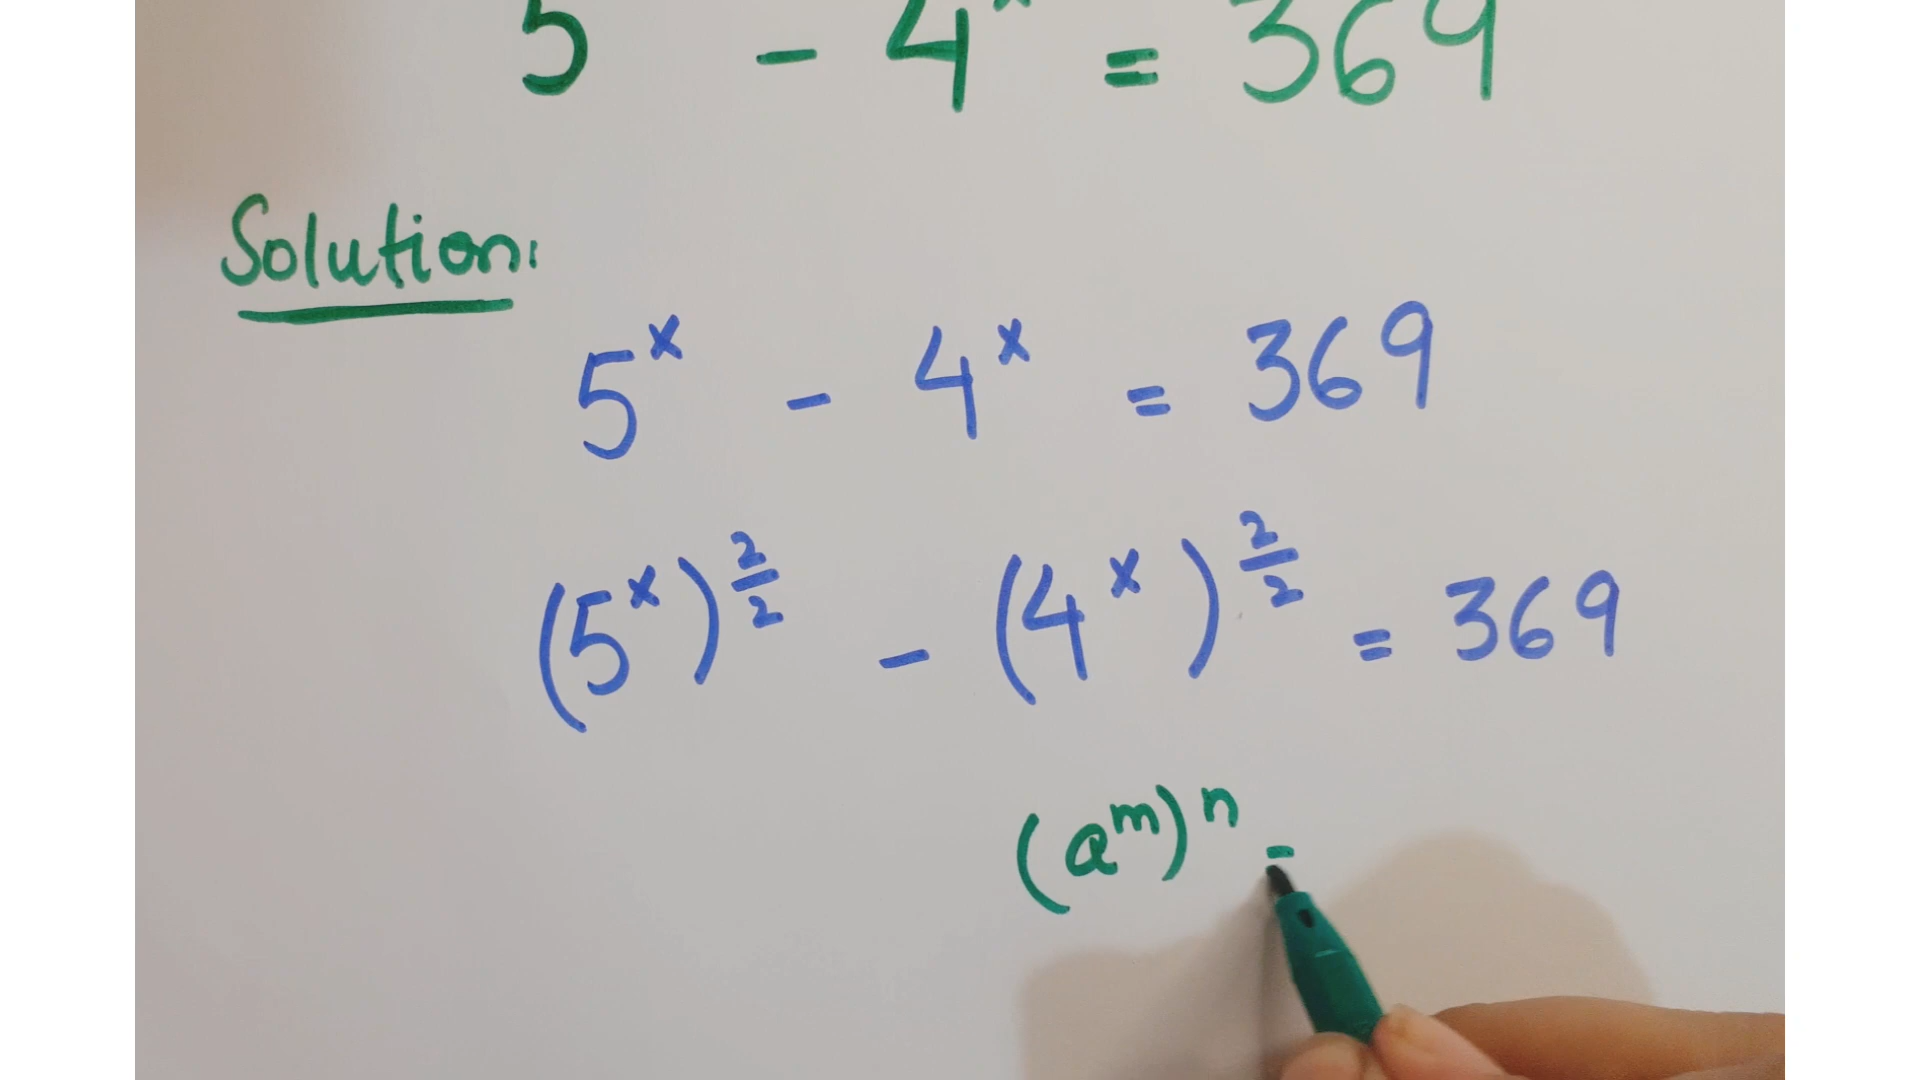 5 - 4^x = 369
Solution:
5^x - 4^x = 369
(5^x)^(2/2) - (4^x)^(2/2) = 369
(a^m)^n =